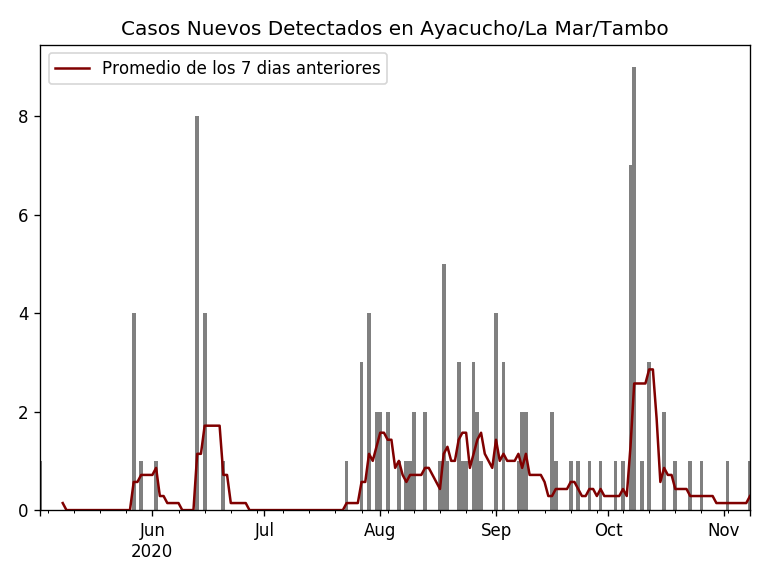 Casos Nuevos Detectados en Ayacucho/La Mar/Tambo
Promedio de los 7 dias anteriores
8
6
4
2
0
Jun Jul Aug Sep Oct Nov
2020